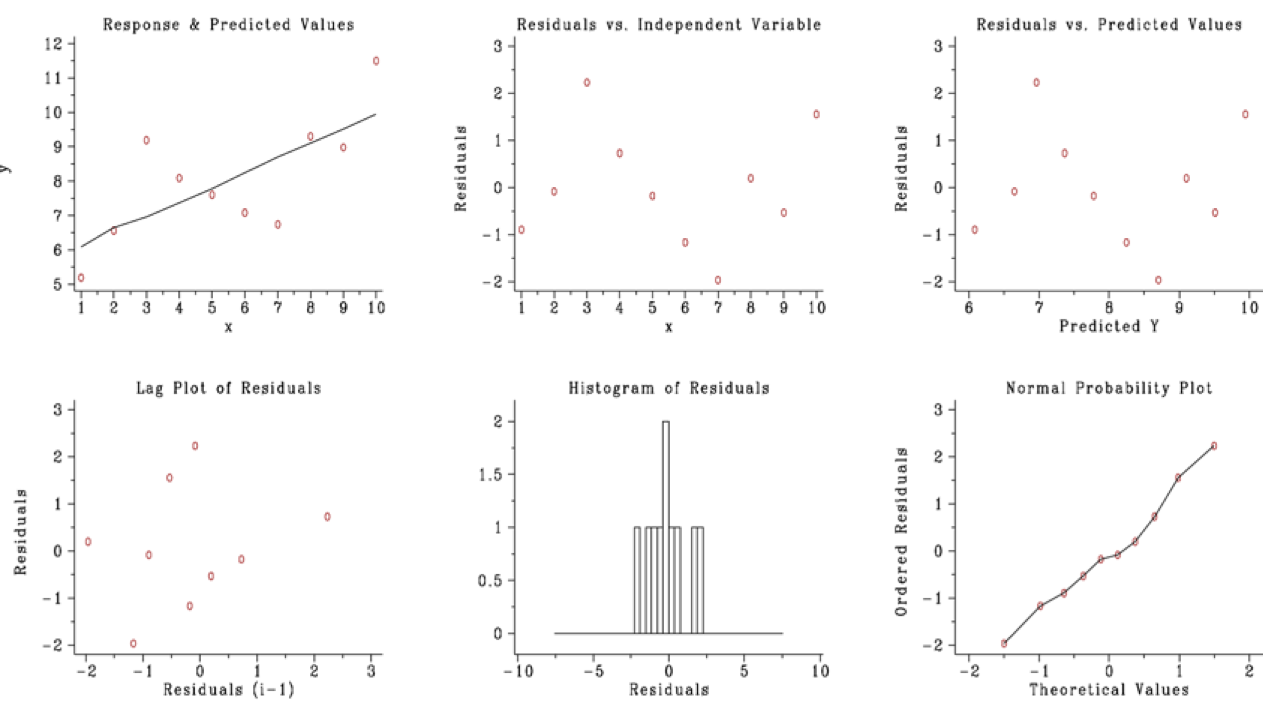 Response & Predicted Values
12
11
10
9
8
7
6
5
y
1 2 3 4 5 6 7 8 9 10
x
Residuals vs. Independent Variable
3
2
1
0
−1
−2
Residuals
1 2 3 4 5 6 7 8 9 10
x
Residuals vs. Predicted Values
3
2
1
0
−1
−2
Residuals
6 7 8 9 10
Predicted Y
Lag Plot of Residuals
3
2
1
0
−1
−2
Residuals
−2 −1 0 1 2 3
Residuals (i−1)
Histogram of Residuals
2
1.5
1
0.5
0
−10 −5 0 5 10
Residuals
Normal Probability Plot
3
2
1
0
−1
−2
Ordered Residuals
−2 −1 0 1 2
Theoretical Values